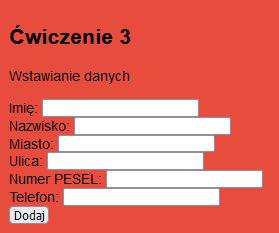 Ćwiczenie 3
Wstawianie danych
Imię:
Nazwisko:
Miasto:
Ulica:
Numer PESEL:
Telefon:
Dodaj